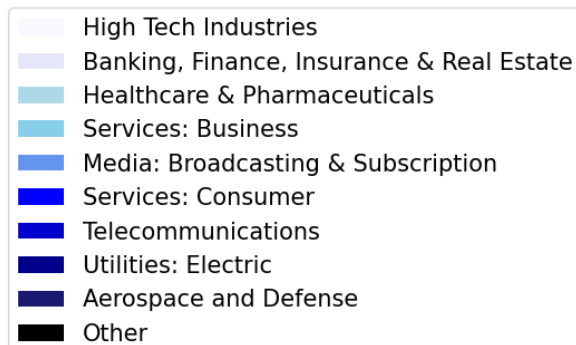 High Tech Industries
Banking, Finance, Insurance & Real Estate
Healthcare & Pharmaceuticals
Services: Business
Media: Broadcasting & Subscription
Services: Consumer
Telecommunications
Utilities: Electric
Aerospace and Defense
Other